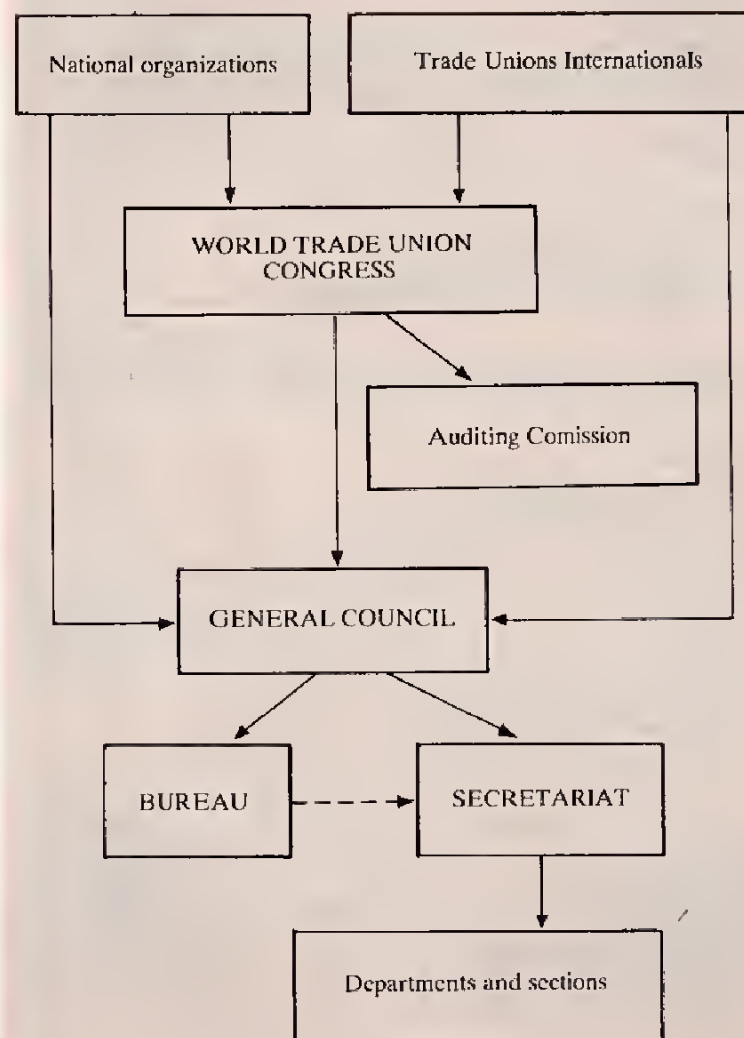 National organizations
Trade Unions Internationals
WORLD TRADE UNION
CONGRESS
Auditing Comission
GENERAL COUNCIL
BUREAU
SECRETARIAT
Departments and sections